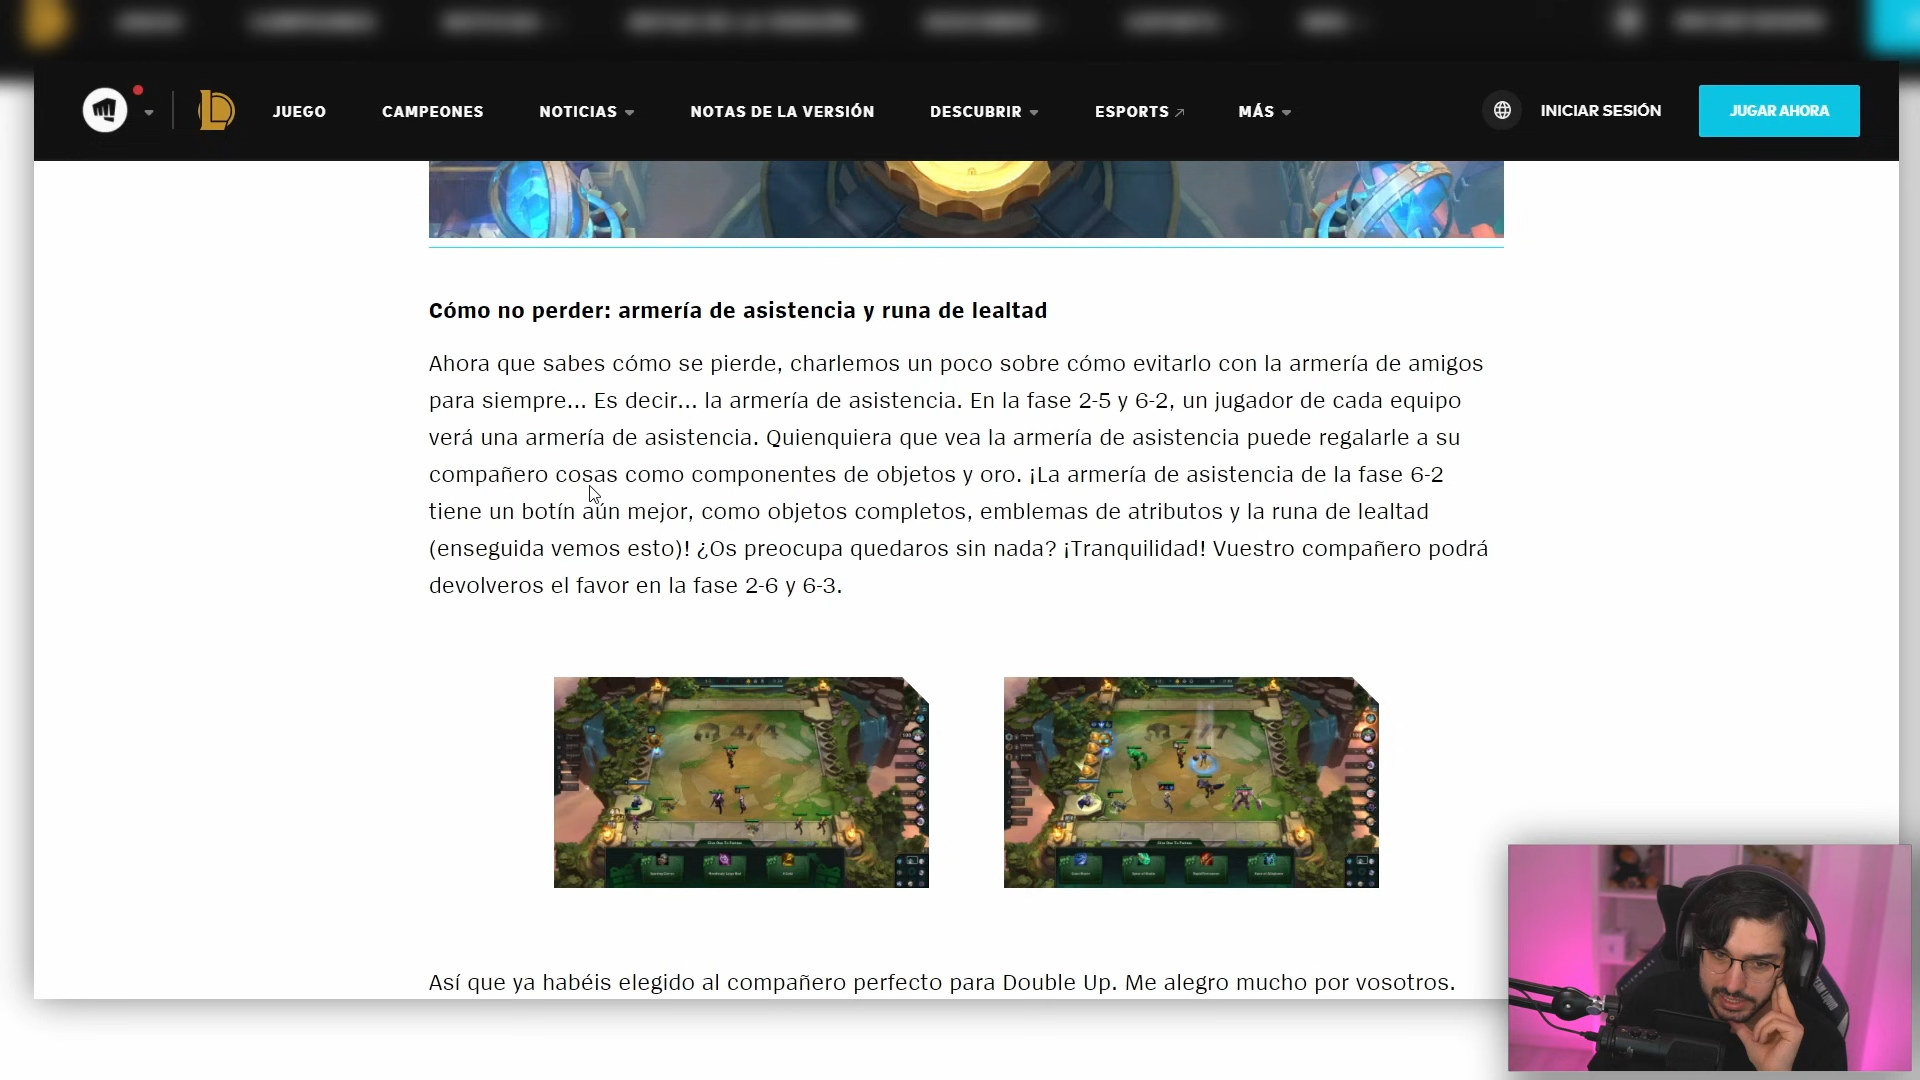 JUEGO CAMPEONES NOTICIAS NOTAS DE LA VERSIÓN DESCUBRIR ESPORTS MÁS INICIAR SESIÓN JUGAR AHORA
Cómo no perder: armería de asistencia y runa de lealtad
Ahora que sabes cómo se pierde, charlemos un poco sobre cómo evitarlo con la armería de amigos
para siempre... Es decir... la armería de asistencia. En la fase 2-5 y 6-2, un jugador de cada equipo
verá una armería de asistencia. Quienquiera que vea la armería de asistencia puede regalarle a su
compañero cosas como componentes de objetos y oro. ¡La armería de asistencia de la fase 6-2
tiene un botín aún mejor, como objetos completos, emblemas de atributos y la runa de lealtad
(enseguida vemos esto)! ¿Os preocupa quedaros sin nada? ¡Tranquilidad! Vuestro compañero podrá
devolveros el favor en la fase 2-6 y 6-3.
4/4
Así que ya habéis elegido al compañero perfecto para Double Up. Me alegro mucho por vosotros.